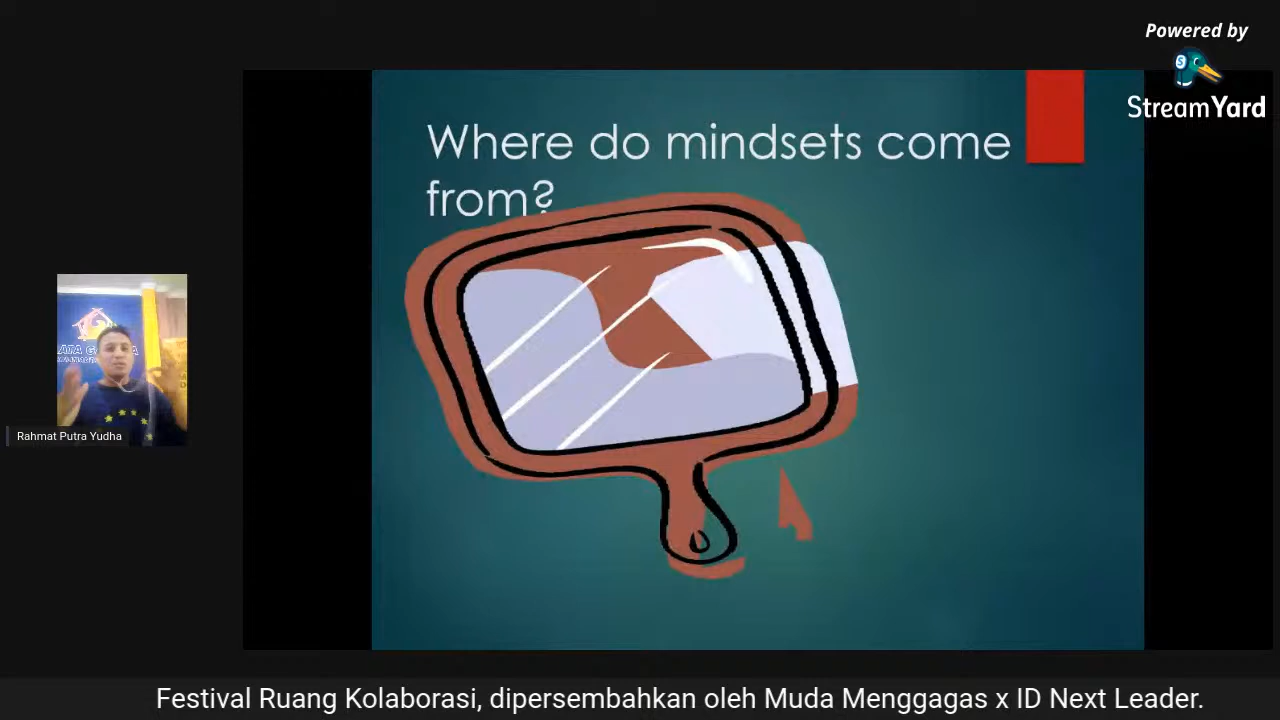 Powered by
StreamYard
Where do mindsets come
from?
Rahmat Putra Yudha
Festival Ruang Kolaborasi, dipersembahkan oleh Muda Menggagas x ID Next Leader.